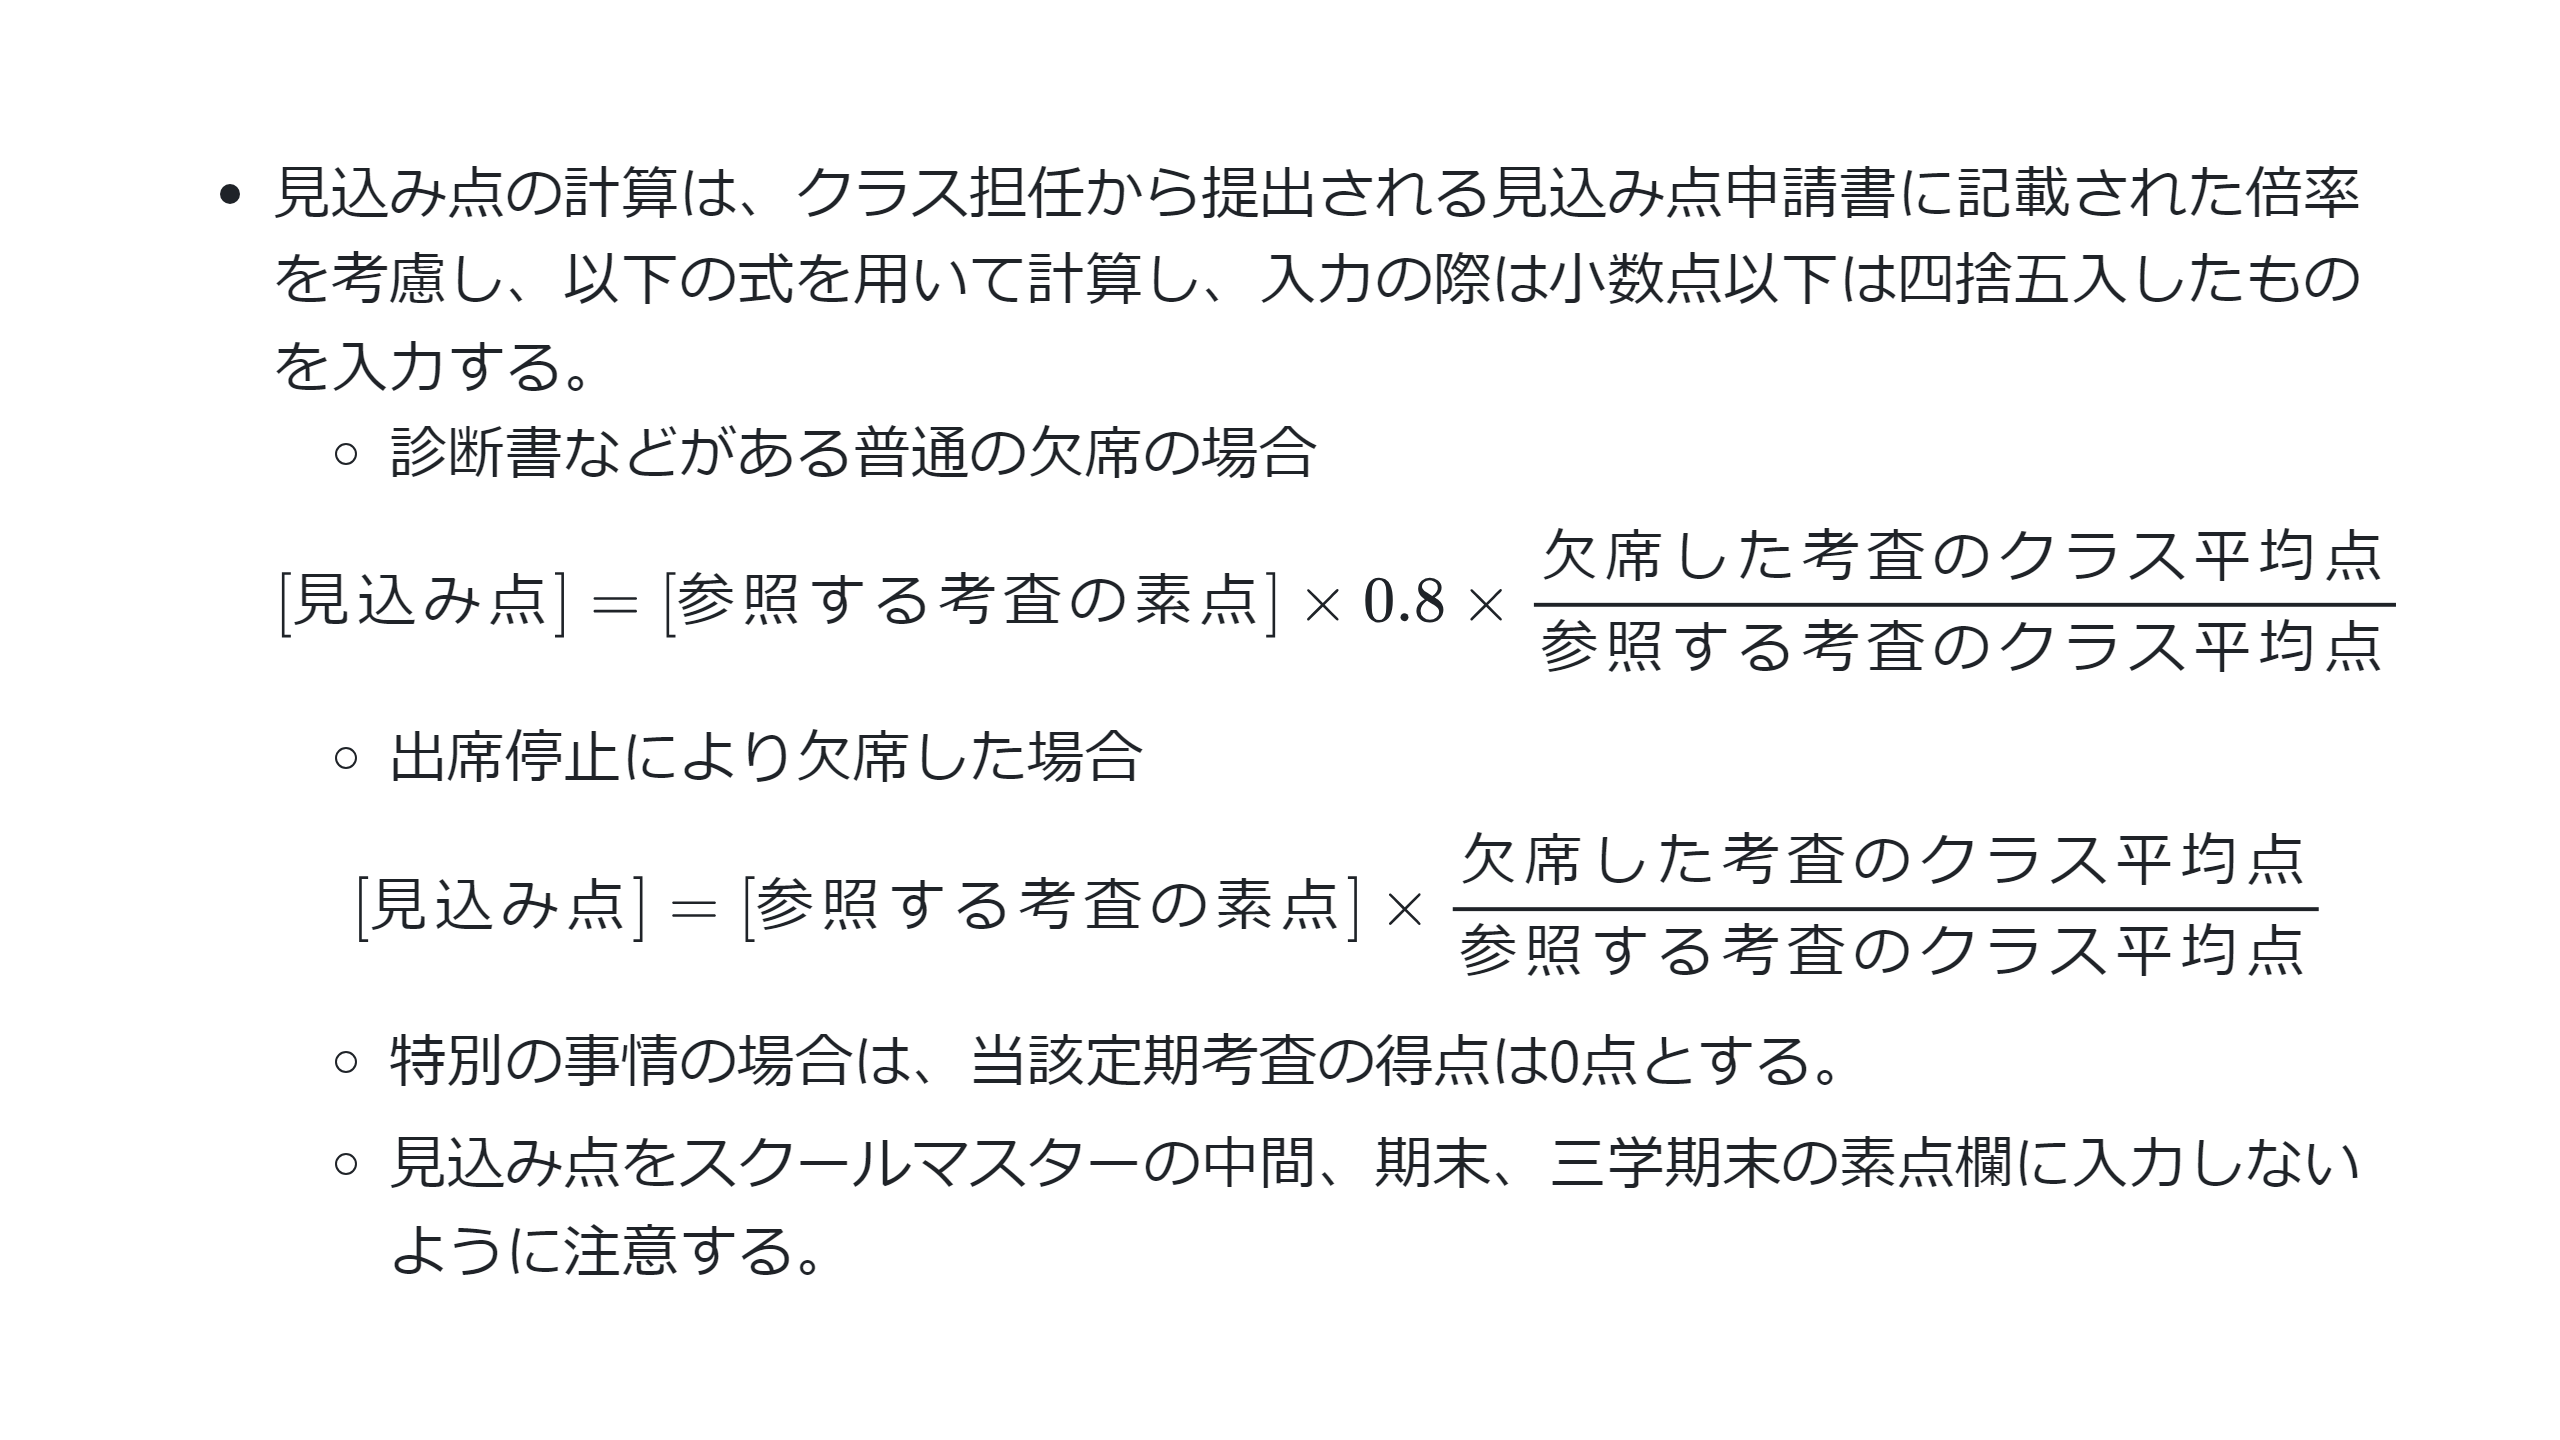 • 見込み点の計算は、クラス担任から提出される見込み点申請書に記載された倍率
を考慮し、以下の式を用いて計算し、入力の際は小数点以下は四捨五入したもの
を入力する。
○ 診断書などがある普通の欠席の場合
[見込み点] = [参照する考査の素点] × 0.8 × 欠席した考査のクラス平均点
参照する考査のクラス平均点
○ 出席停止により欠席した場合
[見込み点] = [参照する考査の素点] × 欠席した考査のクラス平均点
参照する考査のクラス平均点
○ 特別の事情の場合は、当該定期考査の得点は0点とする。
○ 見込み点をスクールマスターの中間、期末、三学期末の素点欄に入力しない
ように注意する。